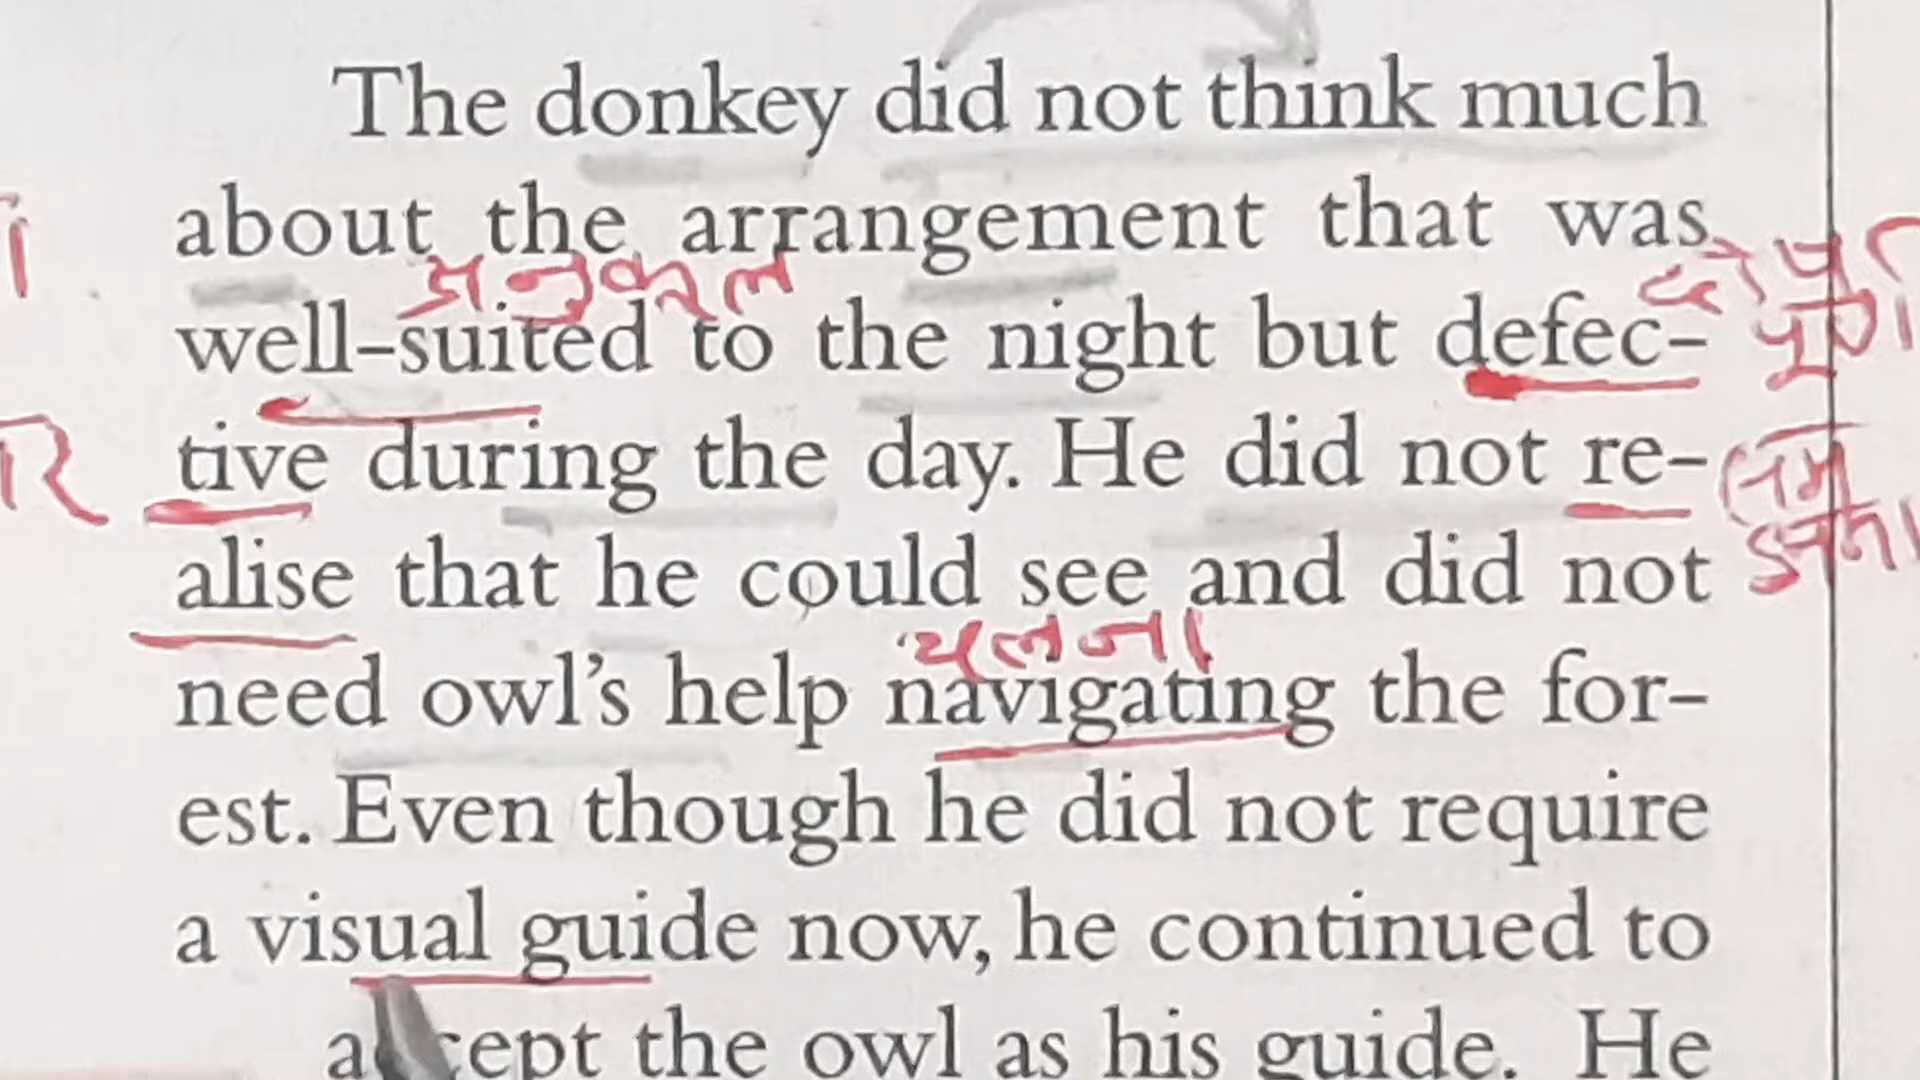 The donkey did not think much
about the arrangement that was
अनुकूल
well-suited to the night but defec-
tive during the day. He did not re-
alise that he could see and did not
चलना
need owl's help navigating the for-
est. Even though he did not require
a visual guide now, he continued to
accept the owl as his guide. He